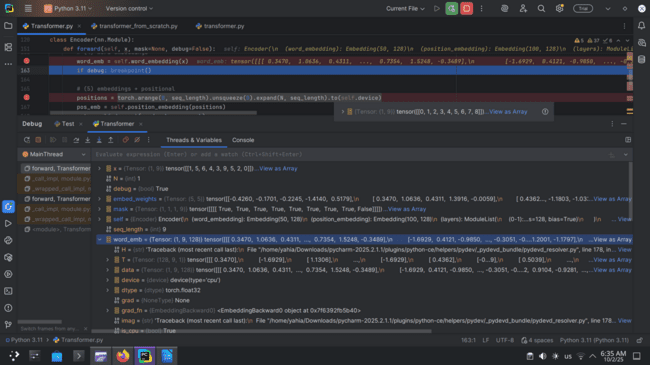 Python 3.11 Version control
Current File
True
Transformer.py transformer_from_scratch.py transformer.py
class Encoder(nn.Module):
def forward(self, x, mask=None, debug=False): self: Encoder(\n (word_embedding): Embedding(50, 128)\n (position_embedding): Embedding(100, 128)\n (layers): ModuleLi
word_emb = self.word_embedding(x) word_emb: tensor([[[ 0.3470, 1.0636, 0.4311, ..., 0.7354, 1.5248, -0.3489],\n [-1.6929, 0.4121, -0.9850, ...,
163 if debug: breakpoint()
# (S) embeddings + positional
positions = torch.arange(0, seq_length).unsqueeze(0).expand(N, seq_length).to(self.device)
pos_emb = self.position_embedding(positions)
(Tensor: (1, 9)) tensor([[0, 1, 2, 3, 4, 5, 6, 7, 8]])...View as Array
Debug Test Transformer
Threads & Variables Console
MainThread
Evaluate expression (Enter) or add a watch (Ctrl+Shift+Enter)
forward, Transformer
_call_impl, module.py
_wrapped_call_impl, m
forward, Transformer
_call_impl, module.py
_wrapped_call_impl, m
<module>, Transformer
x = (Tensor: (1, 9)) tensor([[1, 5, 6, 4, 3, 9, 5, 2, 0]])...View as Array
N = (int) 1
debug = (bool) True
embed_weights = (Tensor: (5, 5)) tensor([[-0.4260, -0.1701, -0.2245, -1.4140, 0.5179],\n [ 0.3470, 1.0636, 0.4311, 1.3916, -0.0059],\n [ 0.4362, -1.1803, -1.03...View as Array
mask = (Tensor: (1, 1, 1, 9)) tensor([[[[ True, True, True, True, True, True, True, True, False]]]])...View as Array
self = (Encoder) Encoder(\n (word_embedding): Embedding(50, 128)\n (position_embedding): Embedding(100, 128)\n (layers): ModuleList(\n (0-1):...s=128, bias=True)\n )\n
seq_length = (int) 9
word_emb = (Tensor: (1, 9, 128)) tensor([[[ 0.3470, 1.0636, 0.4311, ..., 0.7354, 1.5248, -0.3489],\n [-1.6929, 0.4121, -0.9850, ..., -0.3051, -0...1.2001, -1.1797],\n ...View as Array
H = (str) 'Traceback (most recent call last):\n File "/home/yahia/Downloads/pycharm-2025.2.1.1/plugins/python-ce/helpers/pydev/_pydevd_bundle/pydevd_resolver.py", line 178
T = (Tensor: (128, 9, 1)) tensor([[[ 0.3470],\n [-1.6929],\n [ 1.1306],\n ...,\n [-1.6929],\n [ 0.4362],\n [-0...9],\n [ 0.5039],\n ...View as Array
data = (Tensor: (1, 9, 128)) tensor([[[ 0.3470, 1.0636, 0.4311, ..., 0.7354, 1.5248, -0.3489],\n [-1.6929, 0.4121, -0.9850, ..., -0.3051, -0...2, 0.9104, -0.9281, ...View as Array
device = (device) device(type='cpu')
dtype = (dtype) torch.float32
grad = (NoneType) None
grad_fn = (EmbeddingBackward0) <EmbeddingBackward0 object at 0x7f6392fb5b40>
imag = (str) 'Traceback (most recent call last):\n File "/home/yahia/Downloads/pycharm-2025.2.1.1/plugins/python-ce/helpers/pydev/_pydevd_bundle/pydevd_resolver.py", line 178
is_cpu = (bool) True
Switch frames from any
Python 3.11 Transformer.py
163:1 LF UTF-8 4 spaces Python 3.11 (Python 3.11)
us
6:35 AM
10/2/25